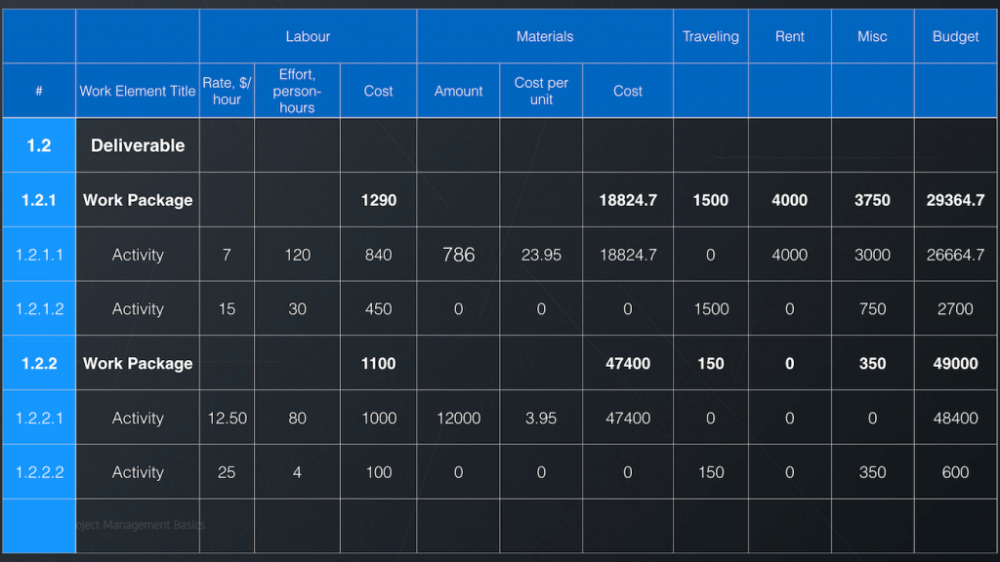 Labour Materials Traveling Rent Misc Budget
# Work Element Title Rate, $/ hour Effort, person- hours Cost Amount Cost per unit Cost
1.2 Deliverable
1.2.1 Work Package 1290 18824.7 1500 4000 3750 29364.7
1.2.1.1 Activity 7 120 840 786 23.95 18824.7 0 4000 3000 26664.7
1.2.1.2 Activity 15 30 450 0 0 0 1500 0 750 2700
1.2.2 Work Package 1100 47400 150 0 350 49000
1.2.2.1 Activity 12.50 80 1000 12000 3.95 47400 0 0 0 48400
1.2.2.2 Activity 25 4 100 0 0 0 150 0 350 600
Management Basics